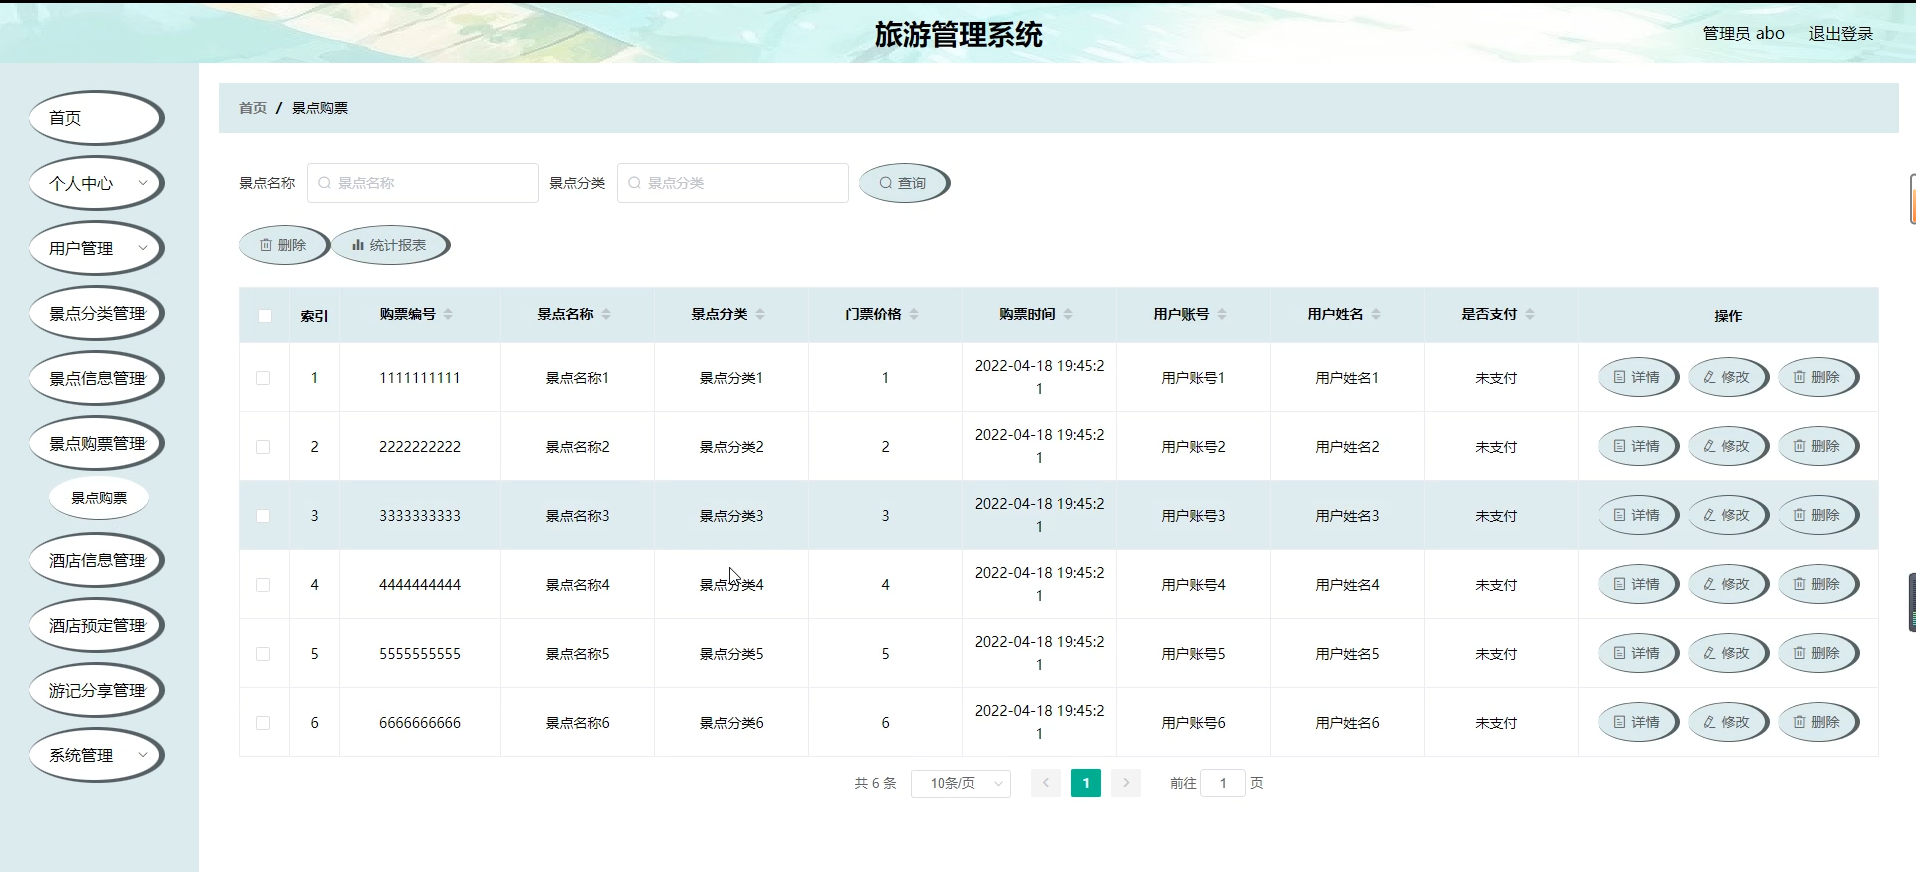 旅游管理系统
管理员 abo 退出登录
首页
个人中心
用户管理
景点分类管理
景点信息管理
景点购票管理
景点购票
酒店信息管理
酒店预定管理
游记分享管理
系统管理
首页 / 景点购票
景点名称 景点名称 景点分类 景点分类 查询
删除 统计报表
索引 购票编号 景点名称 景点分类 门票价格 购票时间 用户账号 用户姓名 是否支付 操作
1 1111111111 景点名称1 景点分类1 1 2022-04-18 19:45:2 用户账号1 用户姓名1 未支付 详情 修改 删除
1
2 2222222222 景点名称2 景点分类2 2 2022-04-18 19:45:2 用户账号2 用户姓名2 未支付 详情 修改 删除
1
3 3333333333 景点名称3 景点分类3 3 2022-04-18 19:45:2 用户账号3 用户姓名3 未支付 详情 修改 删除
1
4 4444444444 景点名称4 景点分类4 4 2022-04-18 19:45:2 用户账号4 用户姓名4 未支付 详情 修改 删除
1
5 5555555555 景点名称5 景点分类5 5 2022-04-18 19:45:2 用户账号5 用户姓名5 未支付 详情 修改 删除
1
6 6666666666 景点名称6 景点分类6 6 2022-04-18 19:45:2 用户账号6 用户姓名6 未支付 详情 修改 删除
1
共 6 条 10条/页 1 前往 1 页